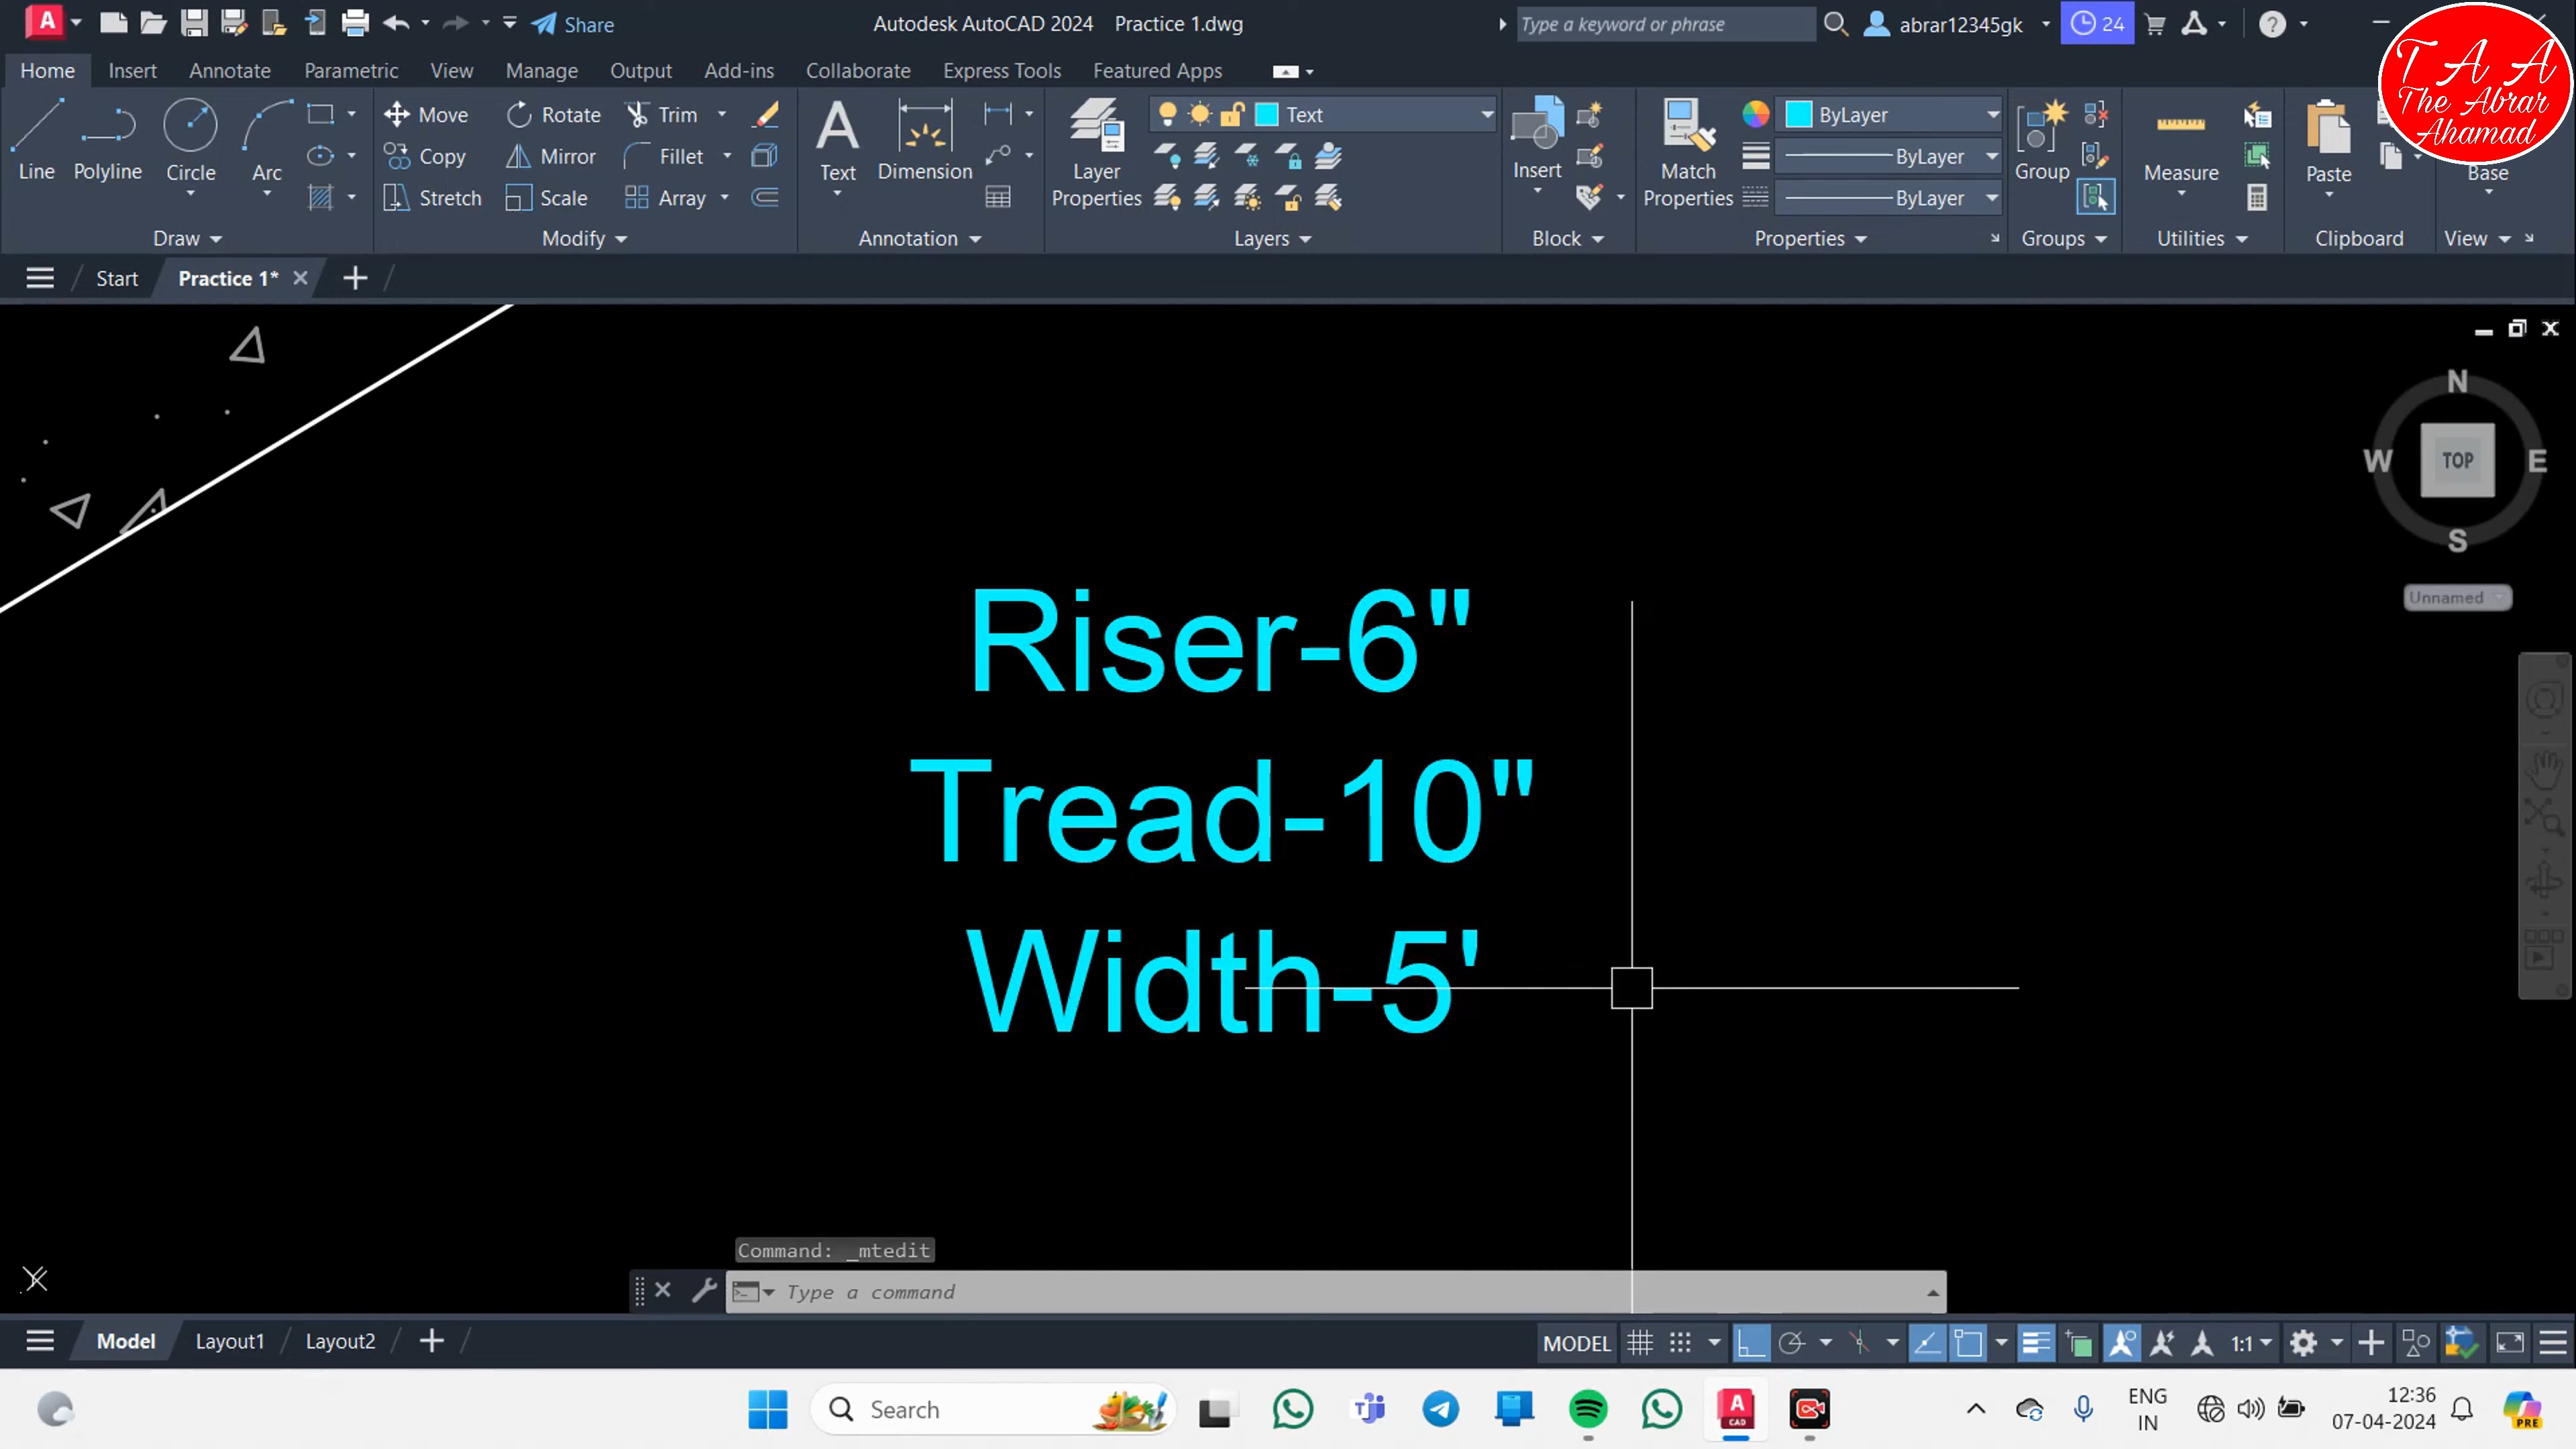 Autodesk AutoCAD 2024 Practice 1.dwg
Share
Type a keyword or phrase
abrar12345gk
24
T A A
The Abrar
Ahamad
Home Insert Annotate Parametric View Manage Output Add-ins Collaborate Express Tools Featured Apps
Line Polyline Circle Arc
Move Rotate Trim
Copy Mirror Fillet
Stretch Scale Array
Text Dimension
Layer Properties
Text
Insert
Match Properties
ByLayer
ByLayer
ByLayer
Group
Measure
Paste
Base
Draw Modify Annotation Layers Block Properties Groups Utilities Clipboard View
Start Practice 1*
N
W TOP E
S
Unnamed
Riser-6"
Tread-10"
Width-5'
Command: _mtedit
Type a command
Model Layout1 Layout2
MODEL
1:1
Search
ENG
IN
12:36
07-04-2024
PRE
A
CAD